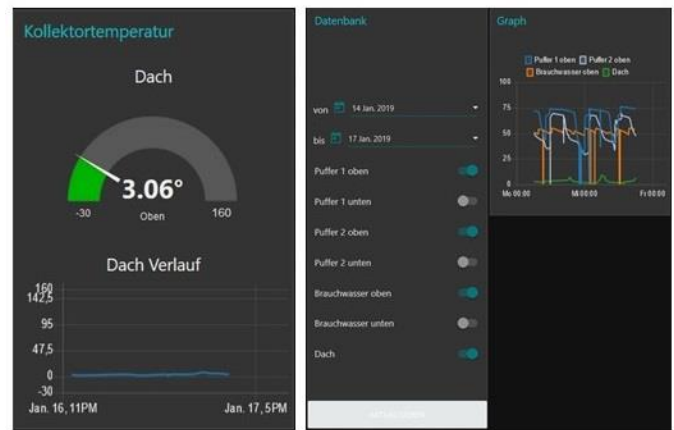 Kollektortemperatur
Dach
3.06°
-30
Oben
160
Dach Verlauf
160
142,5
95
47,5
0
-30
Jan. 16, 11PM
Jan. 17, 5PM
Datenbank
von 14 Jan. 2019
bis 17 Jan. 2019
Puffer 1 oben
Puffer 1 unten
Puffer 2 oben
Puffer 2 unten
Brauchwasser oben
Brauchwasser unten
Dach
Graph
Puffer 1 oben Puffer 2 oben
Brauchwasser oben Dach
100
75
50
25
0
Mo 00:00 Mi 00:00 Fr 00:00